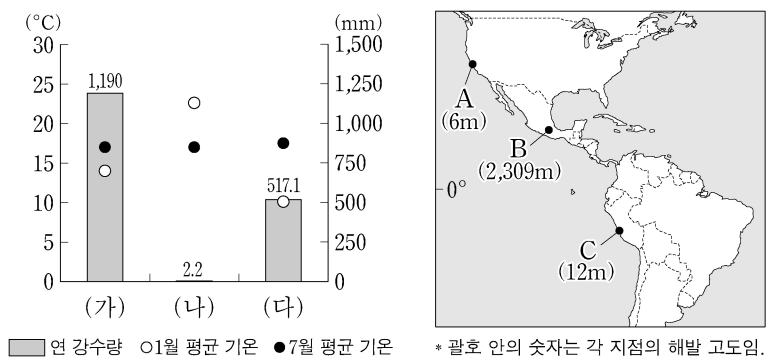 (°C)
(mm)
30
25
20
15
10
5
0
1,500
1,250
1,000
750
500
250
0
1,190
2.2
517.1
(가)
(나)
(다)
연 강수량
1월 평균 기온
7월 평균 기온
A
(6m)
B
(2,309m)
0°
C
(12m)
* 괄호 안의 숫자는 각 지점의 해발 고도임.